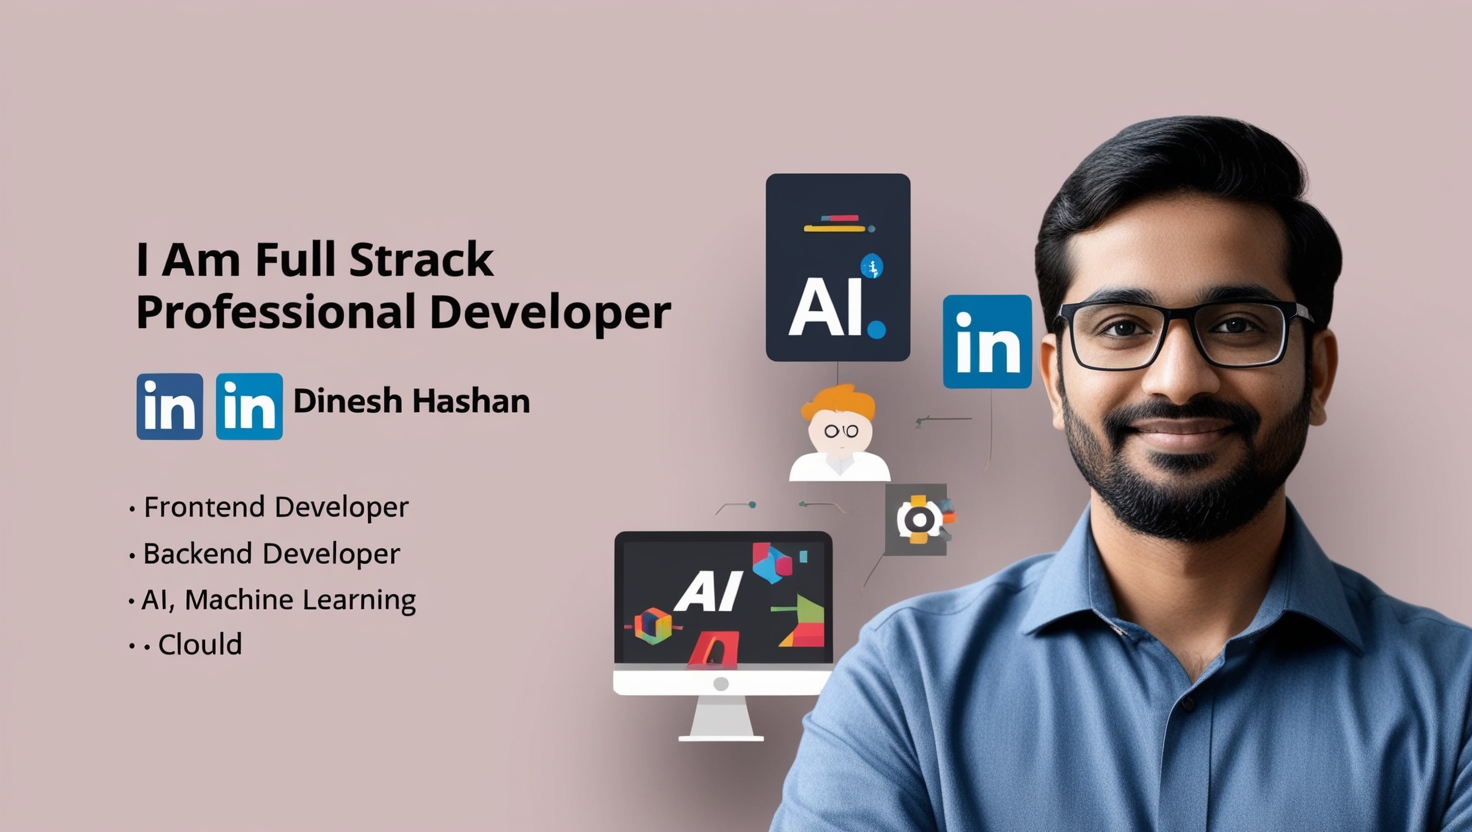 I Am Full Strack
Professional Developer
in in Dinesh Hashan
· Frontend Developer
· Backend Developer
· AI, Machine Learning
· · Clould
AI.
in
AI